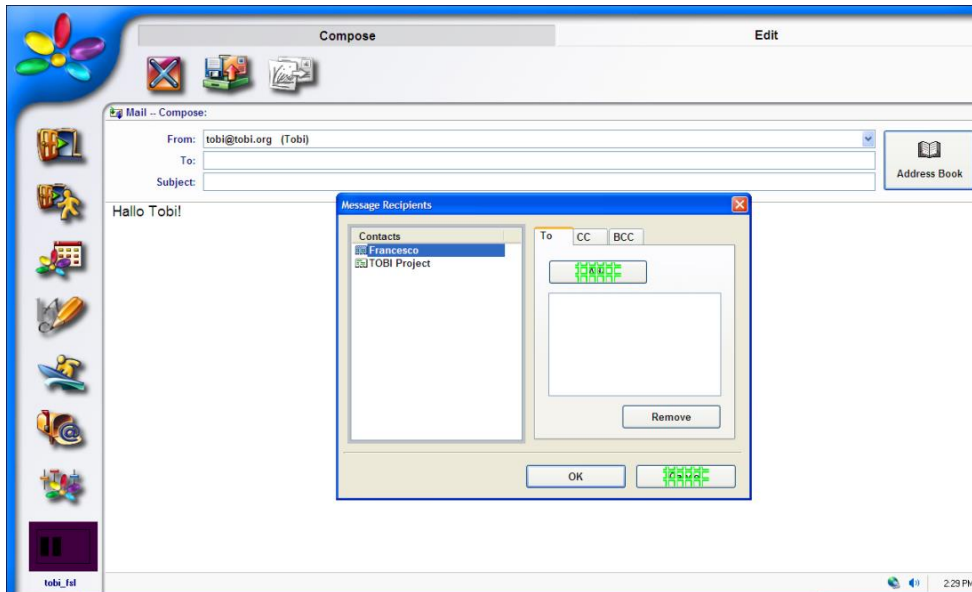 Compose
Edit
Mail -- Compose:
From: tobi@tobi.org (Tobi)
To:
Subject:
Address Book
Hallo Tobi!
Message Recipients
Contacts
Francesco
TOBI Project
To CC BCC
Remove
OK
tobi_fsl
2:29 PM